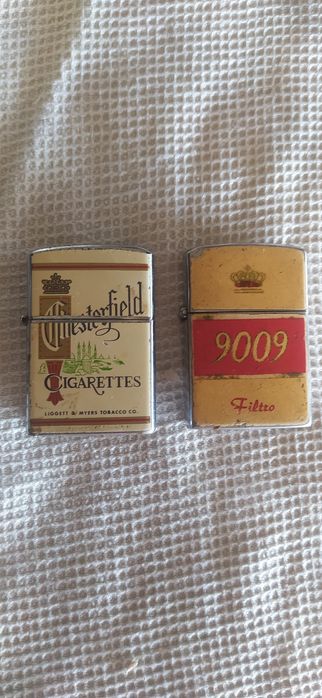 Chesterfield
CIGARETTES
LIGGETT & MYERS TOBACCO CO.
9009
Filtro